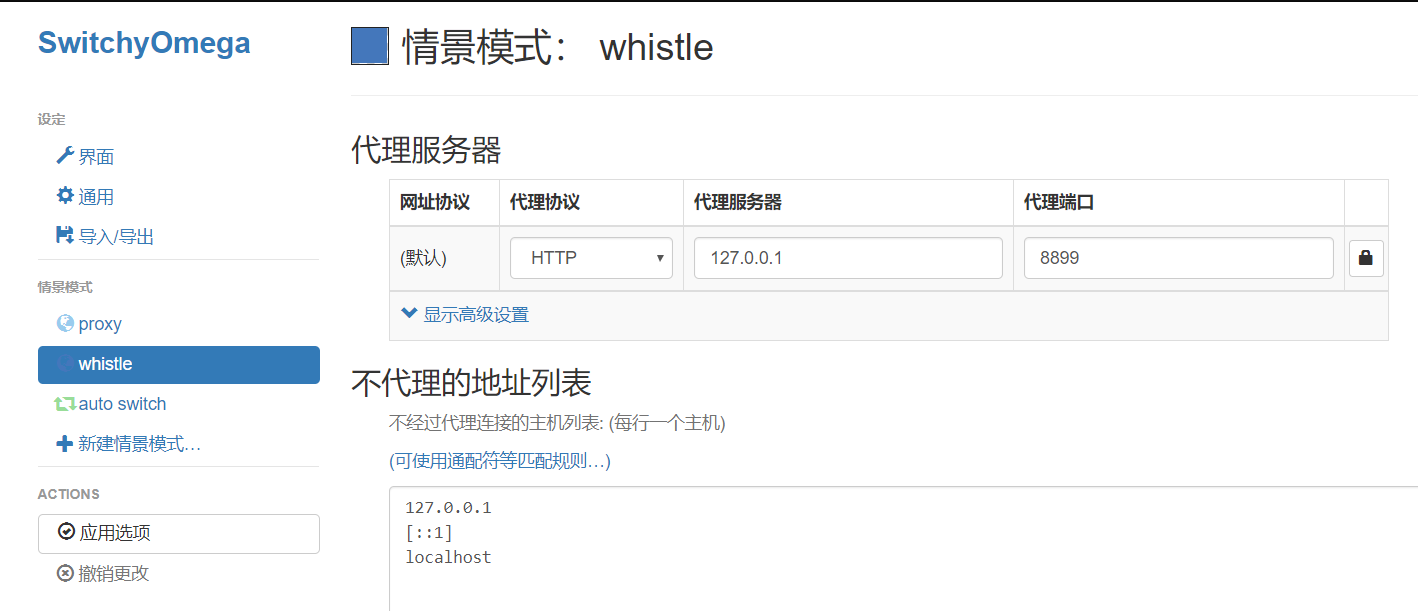 SwitchyOmega
设定
界面
通用
导入/导出
情景模式
proxy
whistle
auto switch
新建情景模式…
ACTIONS
应用选项
撤销更改
情景模式： whistle
代理服务器
网址协议 代理协议 代理服务器 代理端口
(默认) HTTP 127.0.0.1 8899
显示高级设置
不代理的地址列表
不经过代理连接的主机列表: (每行一个主机)
(可使用通配符等匹配规则…)
127.0.0.1
[::1]
localhost